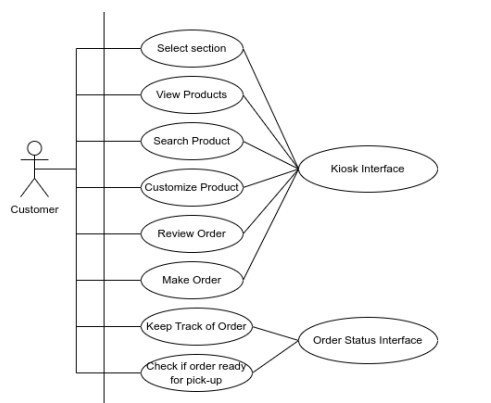 Select section
View Products
Search Product
Kiosk Interface
Customize Product
Customer
Review Order
Make Order
Keep Track of Order
Order Status Interface
Check if order ready
for pick-up